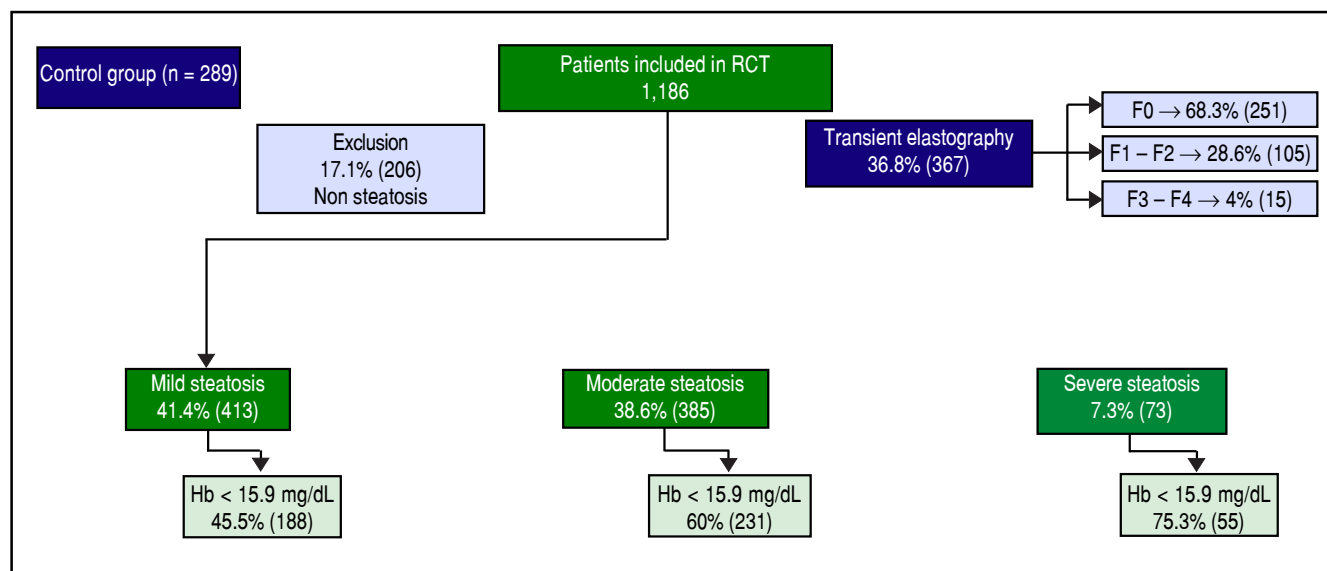 Control group (n = 289)
Patients included in RCT
1,186
Exclusion
17.1% (206)
Non steatosis
Transient elastography
36.8% (367)
F0 → 68.3% (251)
F1 – F2 → 28.6% (105)
F3 – F4 → 4% (15)
Mild steatosis
41.4% (413)
Moderate steatosis
38.6% (385)
Severe steatosis
7.3% (73)
Hb < 15.9 mg/dL
45.5% (188)
Hb < 15.9 mg/dL
60% (231)
Hb < 15.9 mg/dL
75.3% (55)